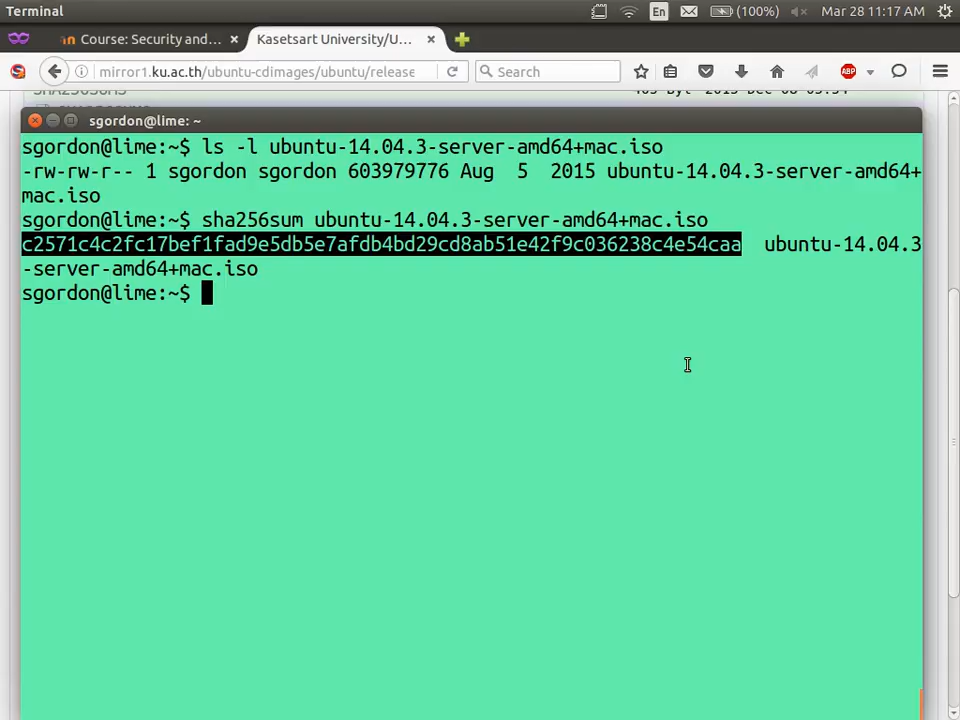 Terminal
En
(100%)
Mar 28 11:17 AM
Course: Security and...
Kasetsart University/U...
mirror1.ku.ac.th/ubuntu-cdimages/ubuntu/release
Search
ABP
sgordon@lime: ~
sgordon@lime:~$ ls -l ubuntu-14.04.3-server-amd64+mac.iso
-rw-rw-r-- 1 sgordon sgordon 603979776 Aug  5  2015 ubuntu-14.04.3-server-amd64+
mac.iso
sgordon@lime:~$ sha256sum ubuntu-14.04.3-server-amd64+mac.iso
c2571c4c2fc17bef1fad9e5db5e7afdb4bd29cd8ab51e42f9c036238c4e54caa  ubuntu-14.04.3
-server-amd64+mac.iso
sgordon@lime:~$